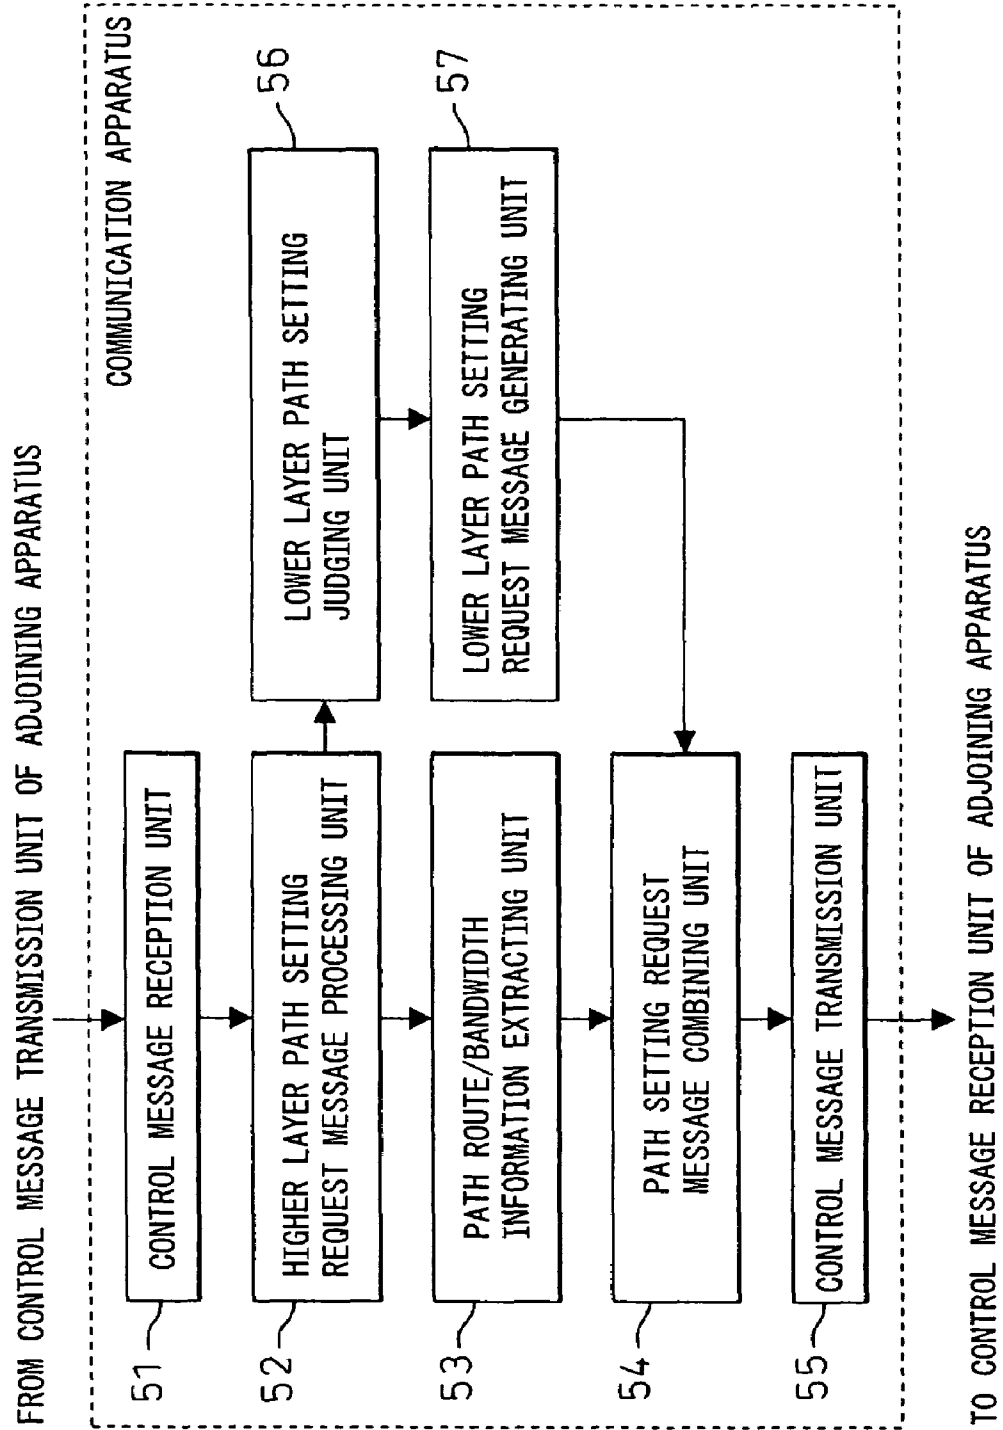 FROM CONTROL MESSAGE TRANSMISSION UNIT OF ADJOINING APPARATUS
COMMUNICATION APPARATUS
51
CONTROL MESSAGE RECEPTION UNIT
52
HIGHER LAYER PATH SETTING
REQUEST MESSAGE PROCESSING UNIT
56
LOWER LAYER PATH SETTING
JUDGING UNIT
53
PATH ROUTE/BANDWIDTH
INFORMATION EXTRACTING UNIT
57
LOWER LAYER PATH SETTING
REQUEST MESSAGE GENERATING UNIT
54
PATH SETTING REQUEST
MESSAGE COMBINING UNIT
55
CONTROL MESSAGE TRANSMISSION UNIT
TO CONTROL MESSAGE RECEPTION UNIT OF ADJOINING APPARATUS